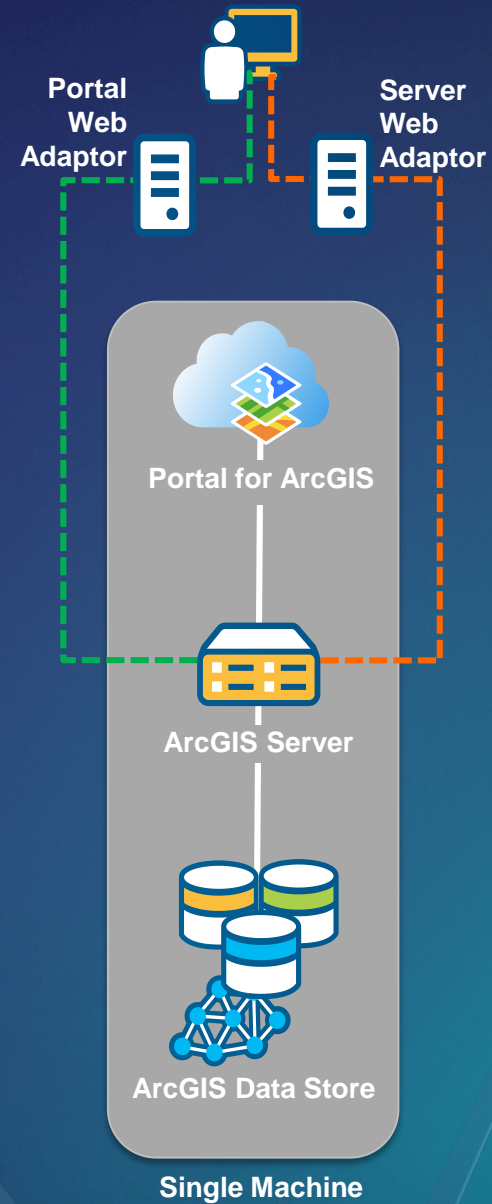 Portal
Web
Adaptor
Server
Web
Adaptor
Portal for ArcGIS
ArcGIS Server
ArcGIS Data Store
Single Machine